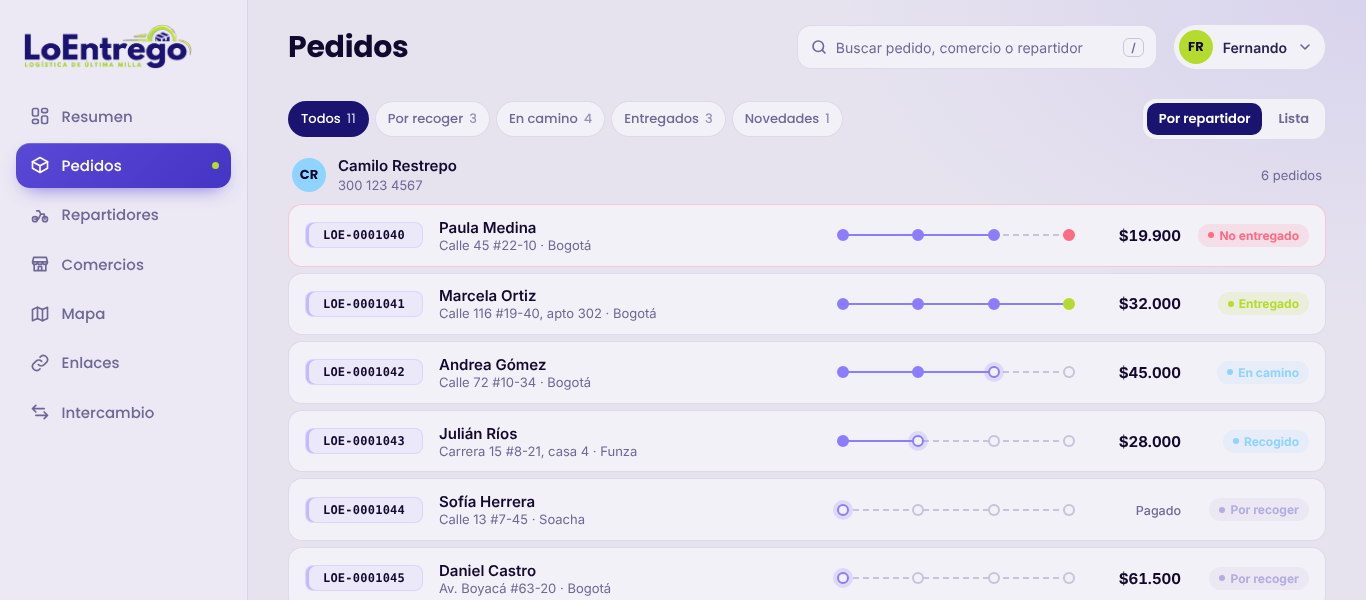 LoEntrego
LOGÍSTICA DE ÚLTIMA MILLA
Resumen
Pedidos
Repartidores
Comercios
Mapa
Enlaces
Intercambio
Pedidos
Buscar pedido, comercio o repartidor
/
FR
Fernando
Todos 11
Por recoger 3
En camino 4
Entregados 3
Novedades 1
Por repartidor
Lista
CR
Camilo Restrepo
300 123 4567
6 pedidos
LOE-0001040
Paula Medina
Calle 45 #22-10 · Bogotá
$19.900
No entregado
LOE-0001041
Marcela Ortiz
Calle 116 #19-40, apto 302 · Bogotá
$32.000
Entregado
LOE-0001042
Andrea Gómez
Calle 72 #10-34 · Bogotá
$45.000
En camino
LOE-0001043
Julián Ríos
Carrera 15 #8-21, casa 4 · Funza
$28.000
Recogido
LOE-0001044
Sofía Herrera
Calle 13 #7-45 · Soacha
Pagado
Por recoger
LOE-0001045
Daniel Castro
Av. Boyacá #63-20 · Bogotá
$61.500
Por recoger